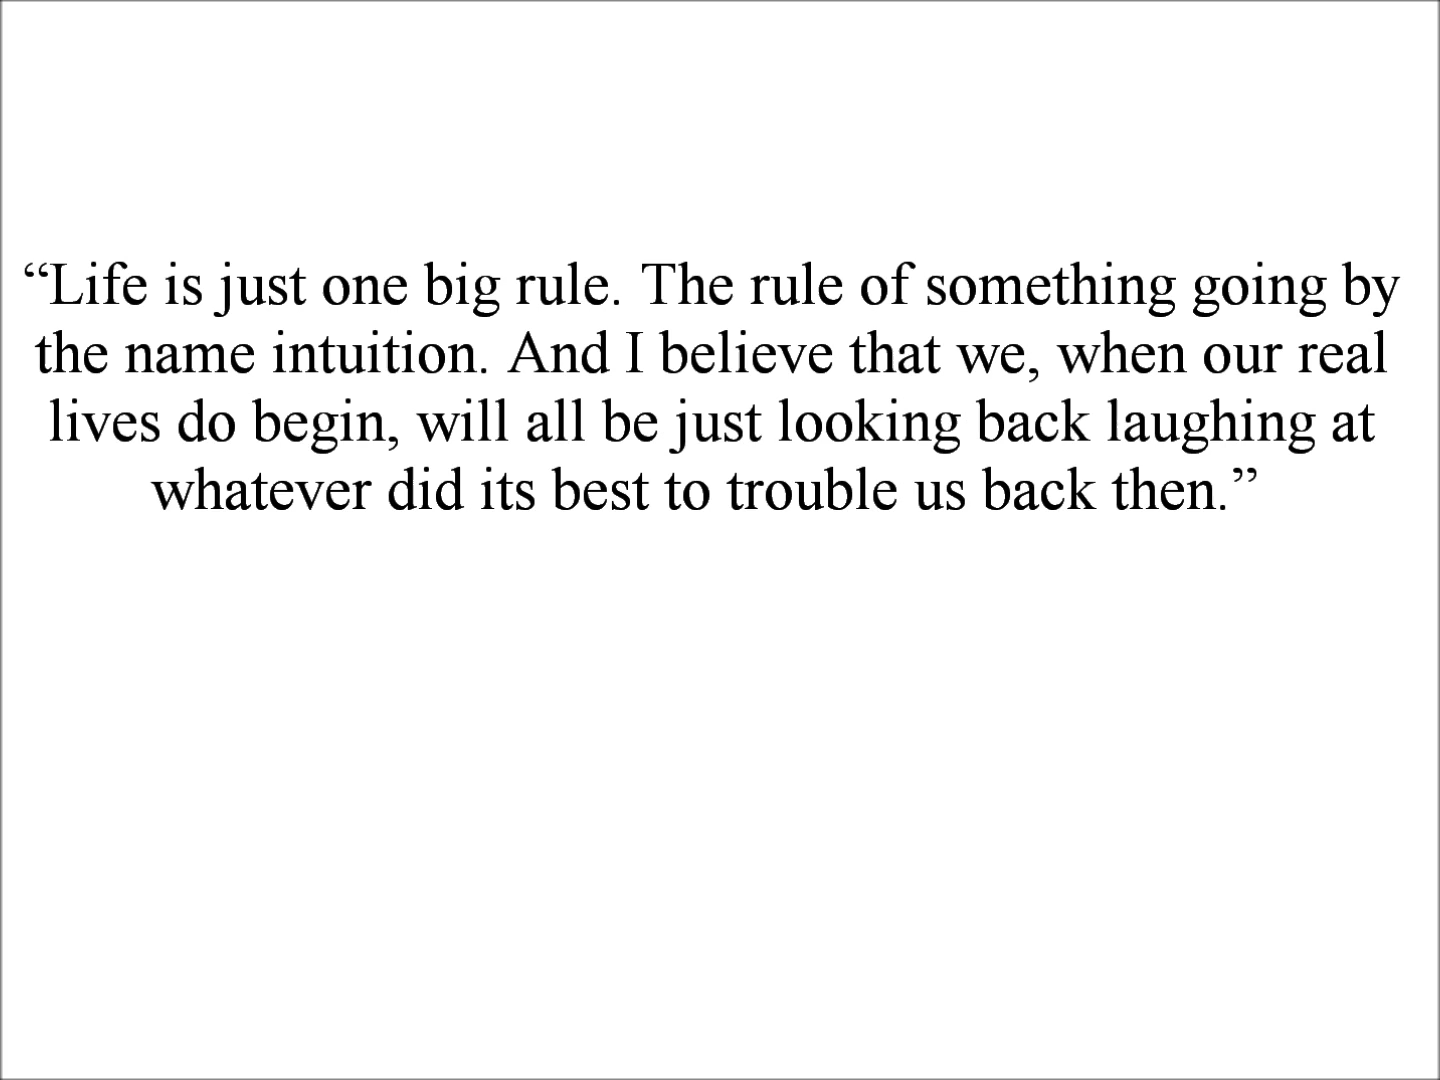 “Life is just one big rule. The rule of something going by
the name intuition. And I believe that we, when our real
lives do begin, will all be just looking back laughing at
whatever did its best to trouble us back then.”